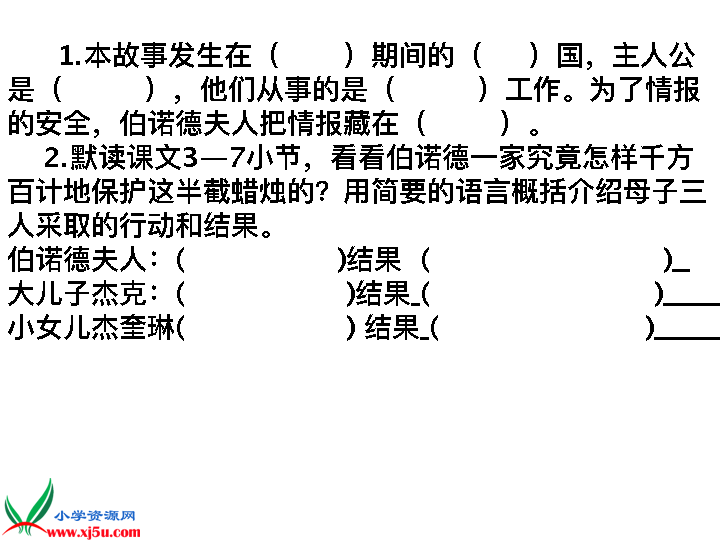 1.本故事发生在（　　）期间的（　）国，主人公
是（　　　），他们从事的是（　　　）工作。为了情报
的安全，伯诺德夫人把情报藏在（　　　）。
2.默读课文3—7小节，看看伯诺德一家究竟怎样千方
百计地保护这半截蜡烛的？用简要的语言概括介绍母子三
人采取的行动和结果。
伯诺德夫人：(　　　　　)结果（　　　　　　　　)_
大儿子杰克：(　　　　　)结果_(　　　　　　　　)____
小女儿杰奎琳(　　　　　) 结果_(　　　　　　　)_____
小学资源网
www.xj5u.com